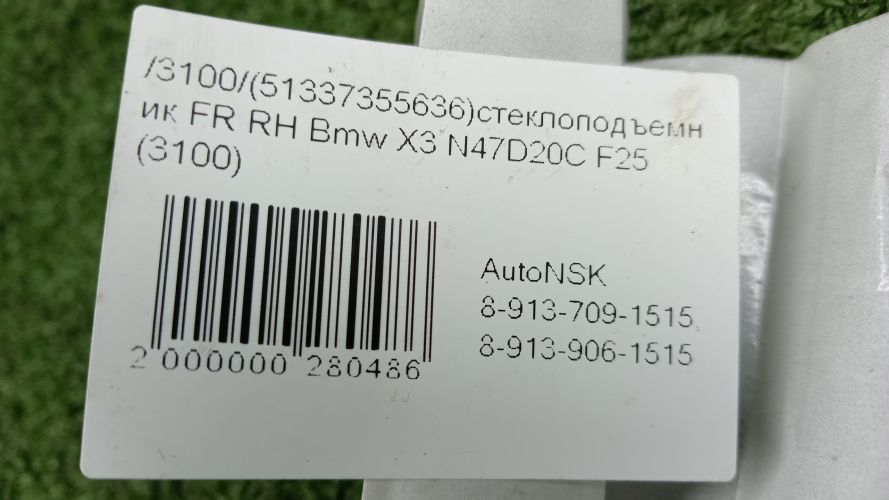 /3100/(51337355636)стеклоподъемн
ик FR RH Bmw X3 N47D20C F25
(3100)
AutoNSK
8-913-709-1515
8-913-906-1515
2 000000 280486